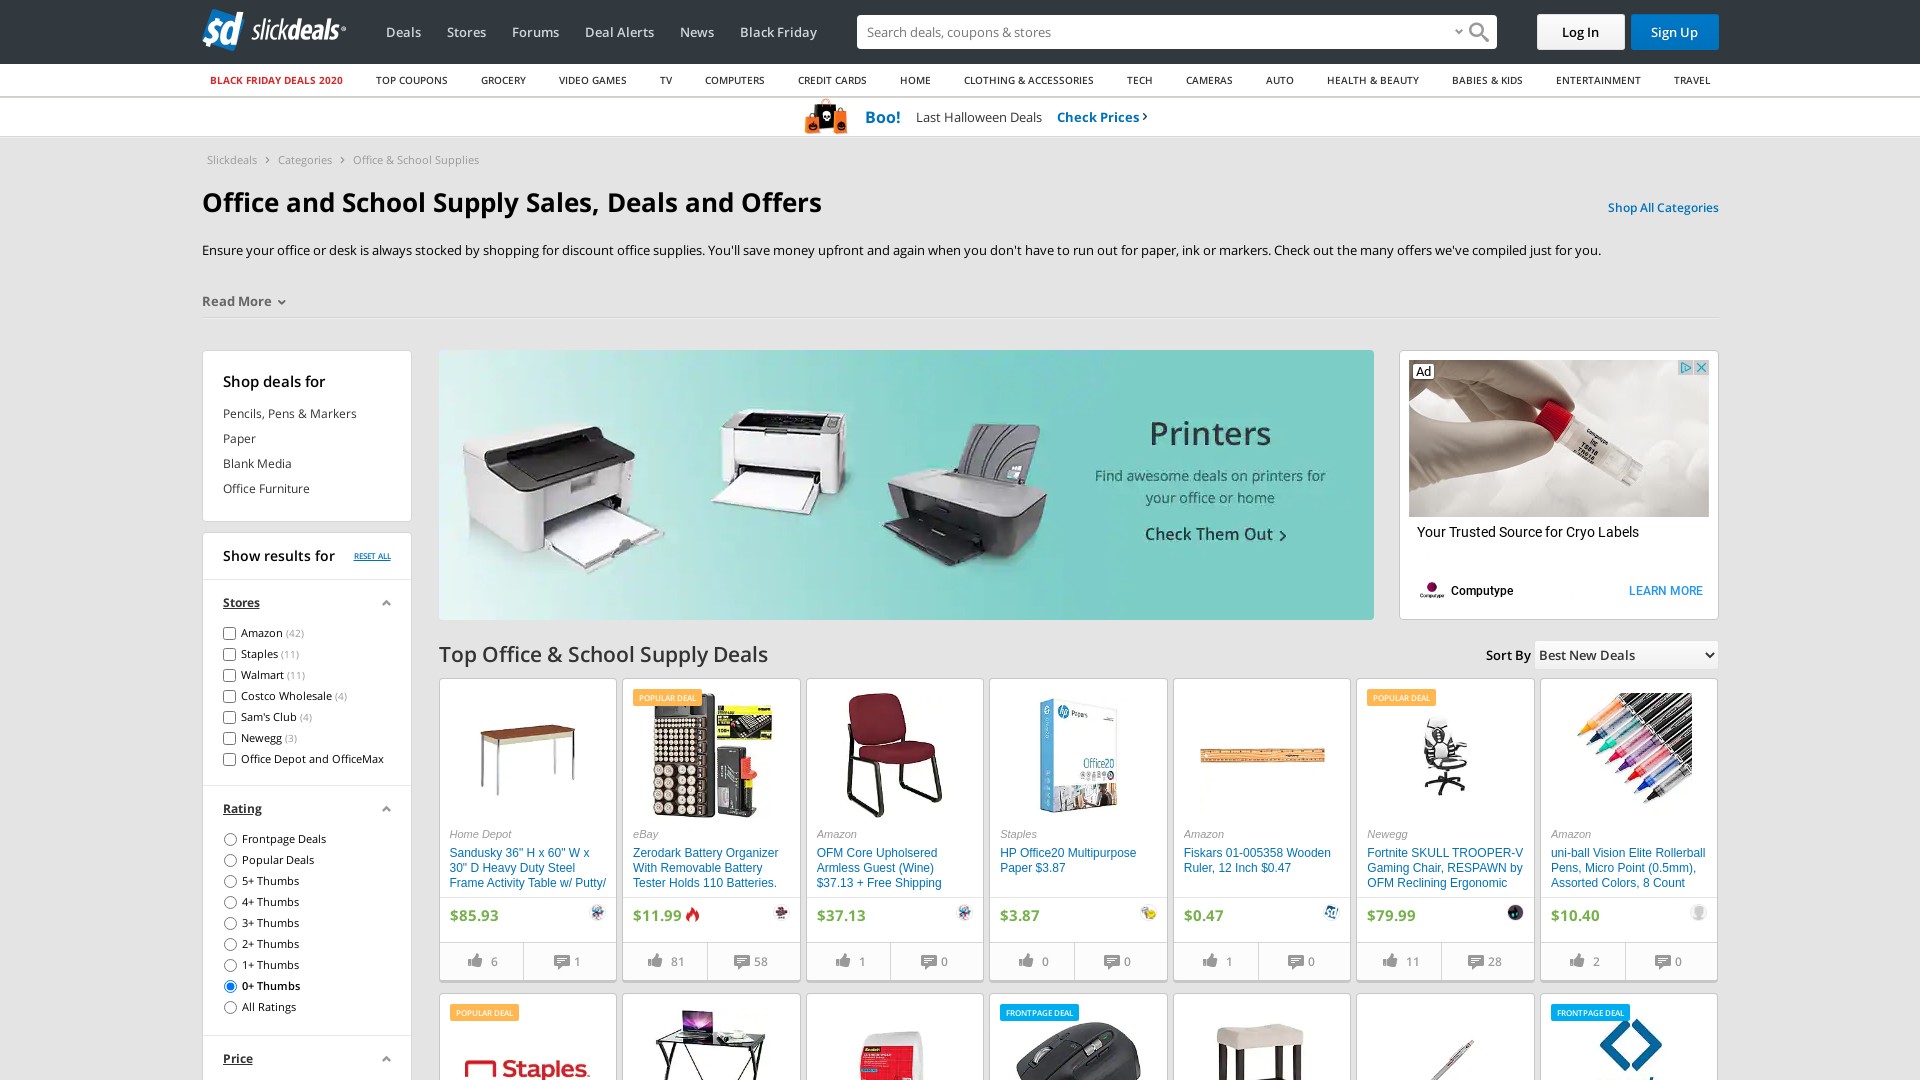 slickdeals
Deals
Stores
Forums
Deal Alerts
News
Black Friday
Search deals, coupons & stores
Log In
Sign Up
BLACK FRIDAY DEALS 2020
TOP COUPONS
GROCERY
VIDEO GAMES
TV
COMPUTERS
CREDIT CARDS
HOME
CLOTHING & ACCESSORIES
TECH
CAMERAS
AUTO
HEALTH & BEAUTY
BABIES & KIDS
ENTERTAINMENT
TRAVEL
Boo! Last Halloween Deals Check Prices
Slickdeals > Categories > Office & School Supplies
Office and School Supply Sales, Deals and Offers
Shop All Categories
Ensure your office or desk is always stocked by shopping for discount office supplies. You'll save money upfront and again when you don't have to run out for paper, ink or markers. Check out the many offers we've compiled just for you.
Read More
Shop deals for
Pencils, Pens & Markers
Paper
Blank Media
Office Furniture
Show results for
RESET ALL
Stores
Amazon (42)
Staples (11)
Walmart (11)
Costco Wholesale (4)
Sam's Club (4)
Newegg (3)
Office Depot and OfficeMax
Rating
Frontpage Deals
Popular Deals
5+ Thumbs
4+ Thumbs
3+ Thumbs
2+ Thumbs
1+ Thumbs
0+ Thumbs
All Ratings
Price
Printers
Find awesome deals on printers for
your office or home
Check Them Out
Ad
Your Trusted Source for Cryo Labels
Computype
LEARN MORE
Top Office & School Supply Deals
Sort By
Best New Deals
Home Depot
Sandusky 36" H x 60" W x
30" D Heavy Duty Steel
Frame Activity Table w/ Putty/
$85.93
6
1
POPULAR DEAL
eBay
Zerodark Battery Organizer
With Removable Battery
Tester Holds 110 Batteries.
$11.99
81
58
Amazon
OFM Core Upholsered
Armless Guest (Wine)
$37.13 + Free Shipping
$37.13
1
0
hp Papers
Office20
Staples
HP Office20 Multipurpose
Paper $3.87
$3.87
0
0
Amazon
Fiskars 01-005358 Wooden
Ruler, 12 Inch $0.47
$0.47
1
0
POPULAR DEAL
Newegg
Fortnite SKULL TROOPER-V
Gaming Chair, RESPAWN by
OFM Reclining Ergonomic
$79.99
11
28
Amazon
uni-ball Vision Elite Rollerball
Pens, Micro Point (0.5mm),
Assorted Colors, 8 Count
$10.40
2
0
POPULAR DEAL
Staples
Scotch
FRONTPAGE DEAL
FRONTPAGE DEAL